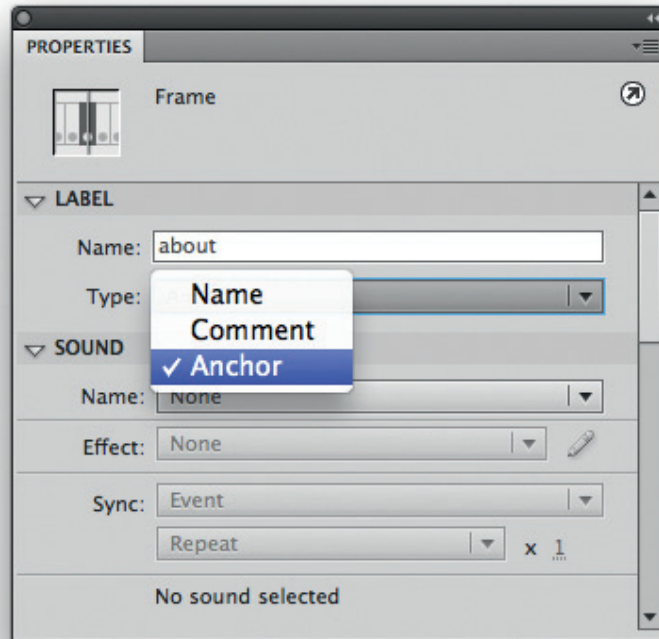 PROPERTIES
Frame
LABEL
Name: about
Type:
Name
Comment
✓ Anchor
SOUND
Name: None
Effect: None
Sync: Event
Repeat x 1
No sound selected